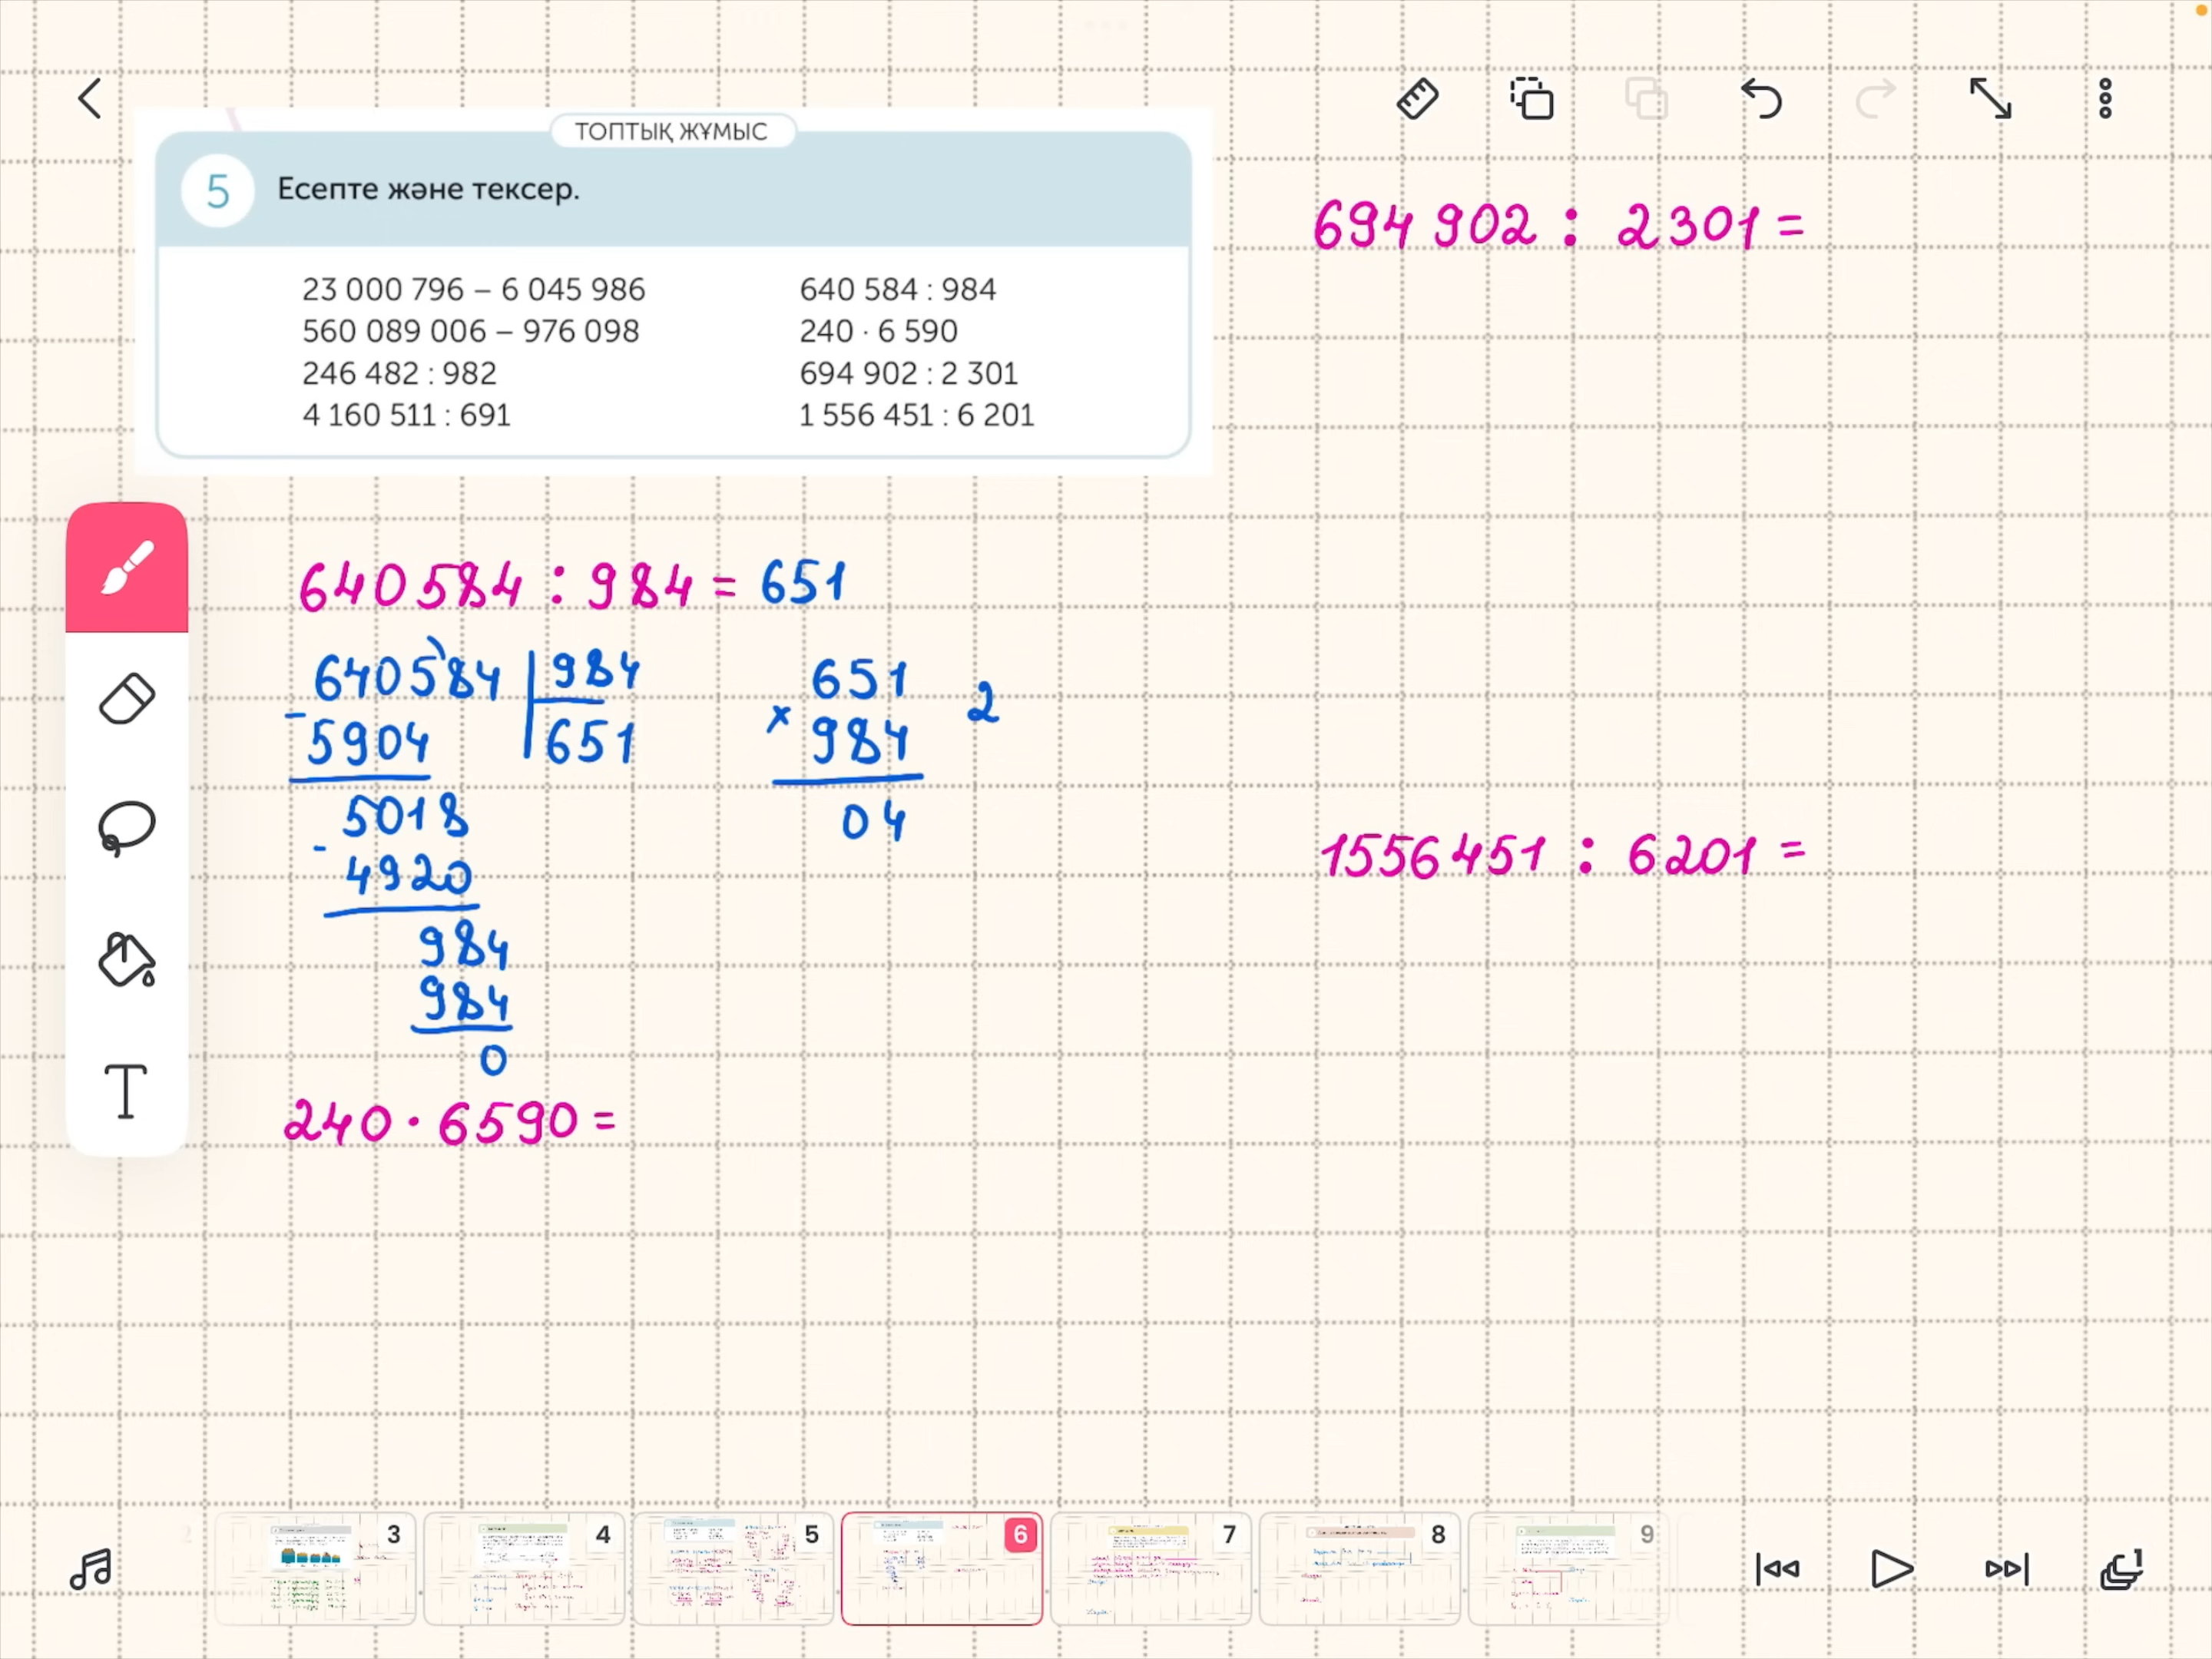 ТОПТЫҚ ЖҰМЫС
5 Есепте және тексер.
23 000 796 – 6 045 986
560 089 006 – 976 098
246 482 : 982
4 160 511 : 691
640 584 : 984
240 · 6 590
694 902 : 2 301
1 556 451 : 6 201
694 902 : 2301 =
640584 : 984 = 651
640584 984
- 5904 651
5018
- 4920
984
984
0
651 2
× 984
04
240 · 6590 =
1556451 : 6201 =
T
3 4 5 6 7 8 9
1